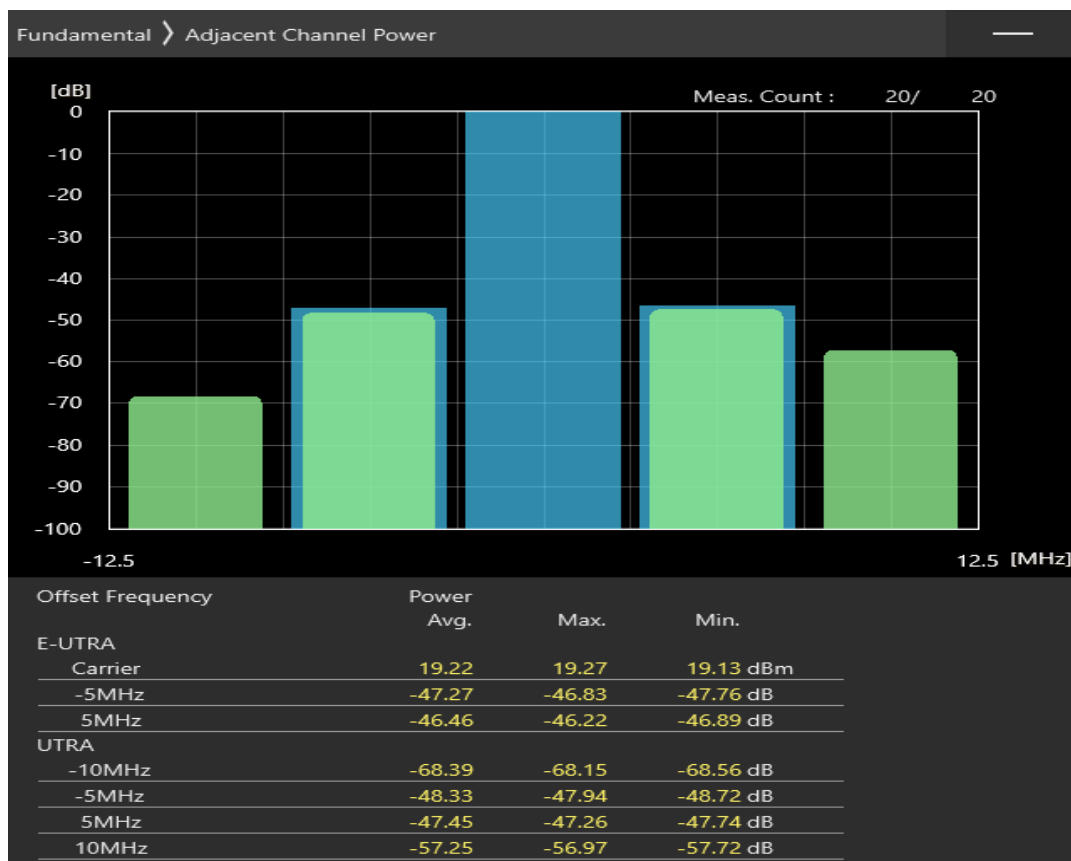 Fundamental ❯ Adjacent Channel Power
[dB]
Meas. Count : 20/ 20
0
-10
-20
-30
-40
-50
-60
-70
-80
-90
-100
-12.5 12.5 [MHz]
Offset Frequency Power
Avg. Max. Min.
E-UTRA
Carrier 19.22 19.27 19.13 dBm
-5MHz -47.27 -46.83 -47.76 dB
5MHz -46.46 -46.22 -46.89 dB
UTRA
-10MHz -68.39 -68.15 -68.56 dB
-5MHz -48.33 -47.94 -48.72 dB
5MHz -47.45 -47.26 -47.74 dB
10MHz -57.25 -56.97 -57.72 dB